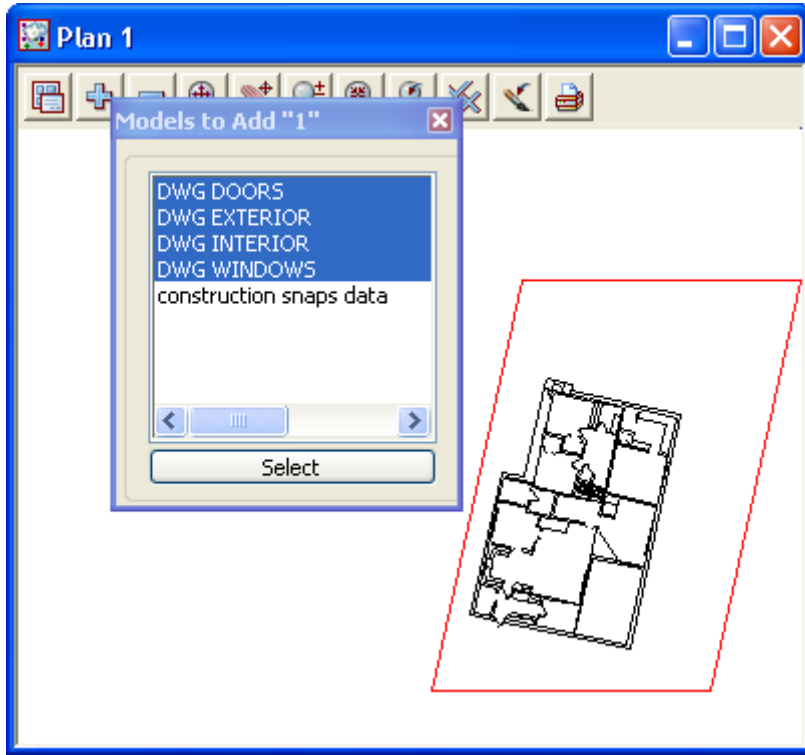 Plan 1
Models to Add "1"
DWG DOORS
DWG EXTERIOR
DWG INTERIOR
DWG WINDOWS
construction snaps data
Select